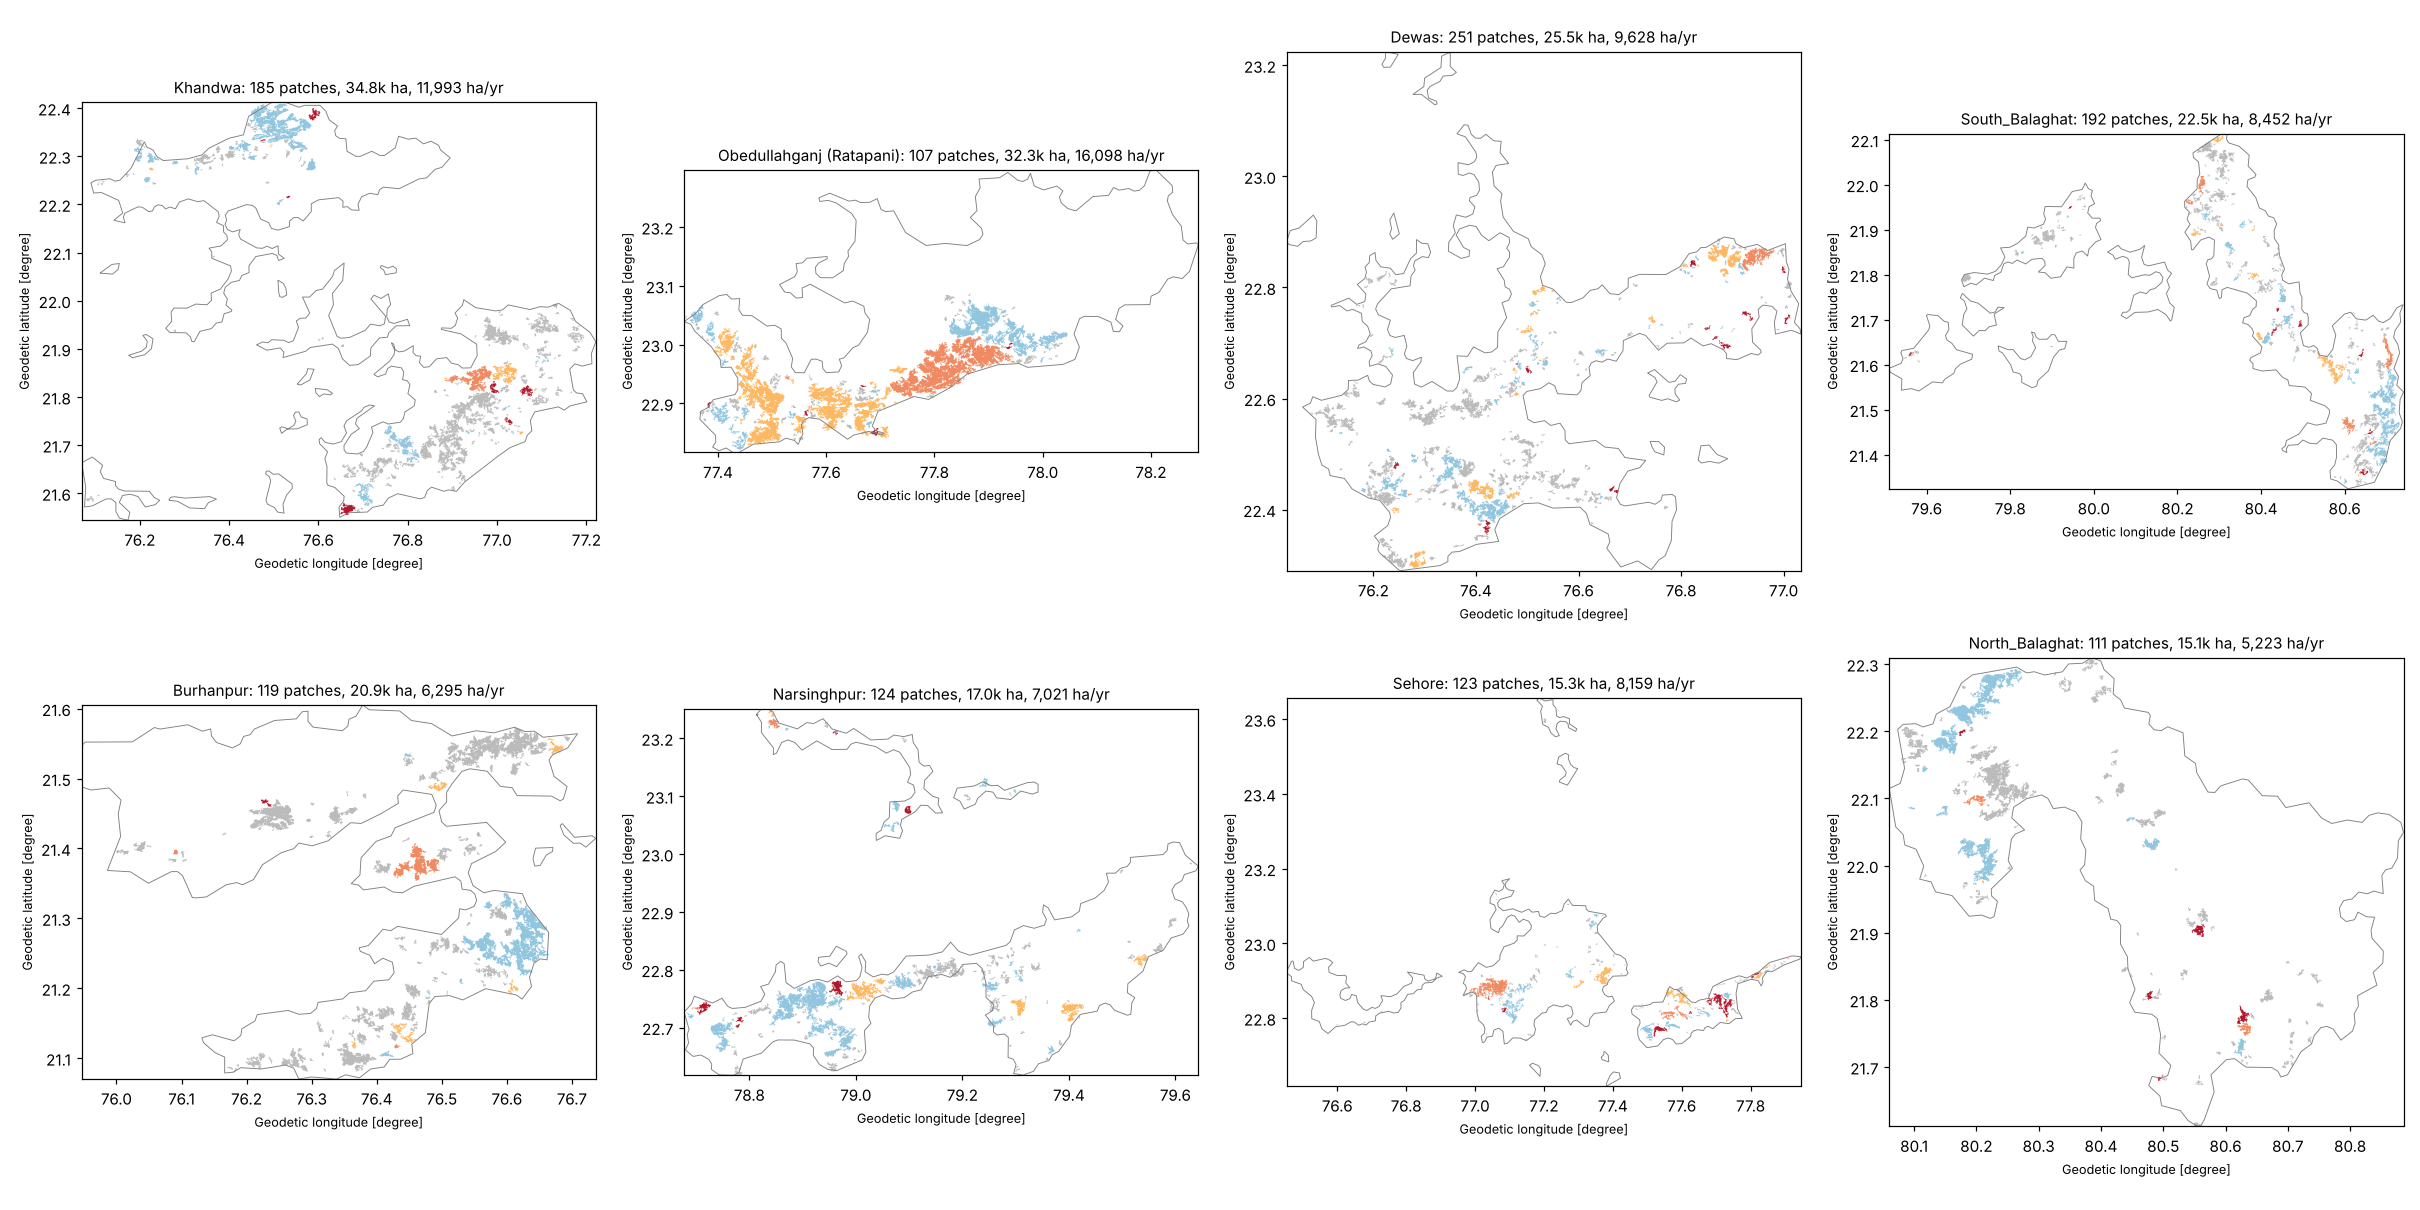 Khandwa: 185 patches, 34.8k ha, 11,993 ha/yr
22.4
22.3
22.2
22.1
22.0
21.9
21.8
21.7
21.6
Geodetic latitude [degree]
76.2 76.4 76.6 76.8 77.0 77.2
Geodetic longitude [degree]
Obedullahganj (Ratapani): 107 patches, 32.3k ha, 16,098 ha/yr
23.2
23.1
23.0
22.9
Geodetic latitude [degree]
77.4 77.6 77.8 78.0 78.2
Geodetic longitude [degree]
Dewas: 251 patches, 25.5k ha, 9,628 ha/yr
23.2
23.0
22.8
22.6
22.4
Geodetic latitude [degree]
76.2 76.4 76.6 76.8 77.0
Geodetic longitude [degree]
South_Balaghat: 192 patches, 22.5k ha, 8,452 ha/yr
22.1
22.0
21.9
21.8
21.7
21.6
21.5
21.4
Geodetic latitude [degree]
79.6 79.8 80.0 80.2 80.4 80.6
Geodetic longitude [degree]
Burhanpur: 119 patches, 20.9k ha, 6,295 ha/yr
21.6
21.5
21.4
21.3
21.2
21.1
Geodetic latitude [degree]
76.0 76.1 76.2 76.3 76.4 76.5 76.6 76.7
Geodetic longitude [degree]
Narsinghpur: 124 patches, 17.0k ha, 7,021 ha/yr
23.2
23.1
23.0
22.9
22.8
22.7
Geodetic latitude [degree]
78.8 79.0 79.2 79.4 79.6
Geodetic longitude [degree]
Sehore: 123 patches, 15.3k ha, 8,159 ha/yr
23.6
23.4
23.2
23.0
22.8
Geodetic latitude [degree]
76.6 76.8 77.0 77.2 77.4 77.6 77.8
Geodetic longitude [degree]
North_Balaghat: 111 patches, 15.1k ha, 5,223 ha/yr
22.3
22.2
22.1
22.0
21.9
21.8
21.7
Geodetic latitude [degree]
80.1 80.2 80.3 80.4 80.5 80.6 80.7 80.8
Geodetic longitude [degree]